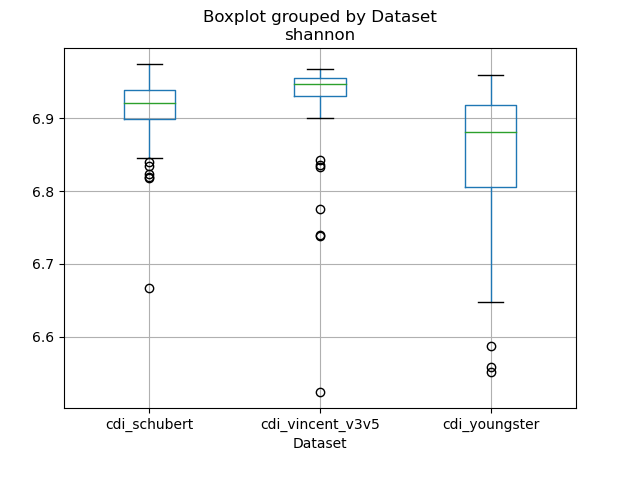 Boxplot grouped by Dataset
shannon
6.9
6.8
6.7
6.6
cdi_schubert
cdi_vincent_v3v5
cdi_youngster
Dataset